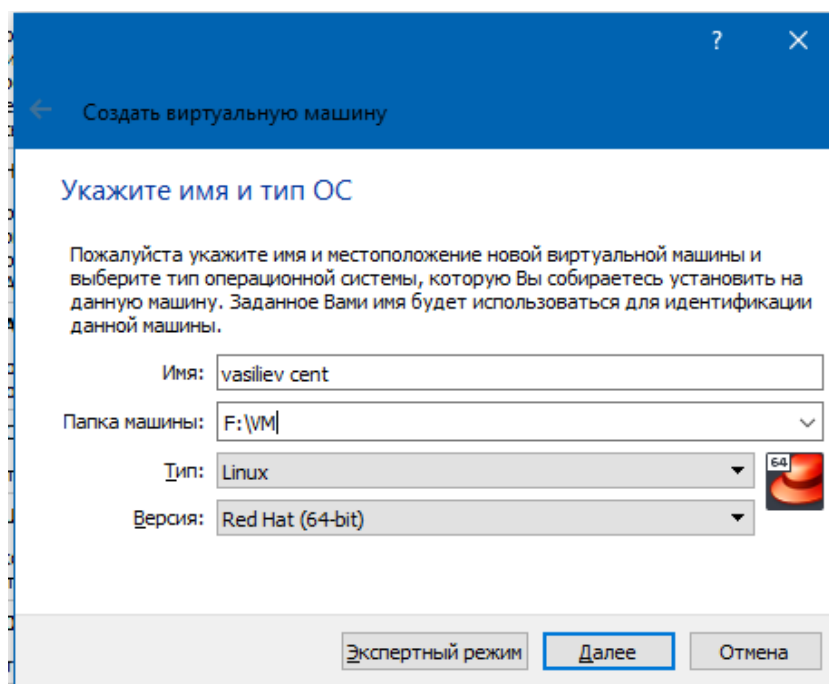 ?
Создать виртуальную машину
Укажите имя и тип ОС
Пожалуйста укажите имя и местоположение новой виртуальной машины и
выберите тип операционной системы, которую Вы собираетесь установить на
данную машину. Заданное Вами имя будет использоваться для идентификации
данной машины.
Имя: vasiliev cent
Папка машины: F:\VM
Тип: Linux
64
Версия: Red Hat (64-bit)
Экспертный режим Далее Отмена